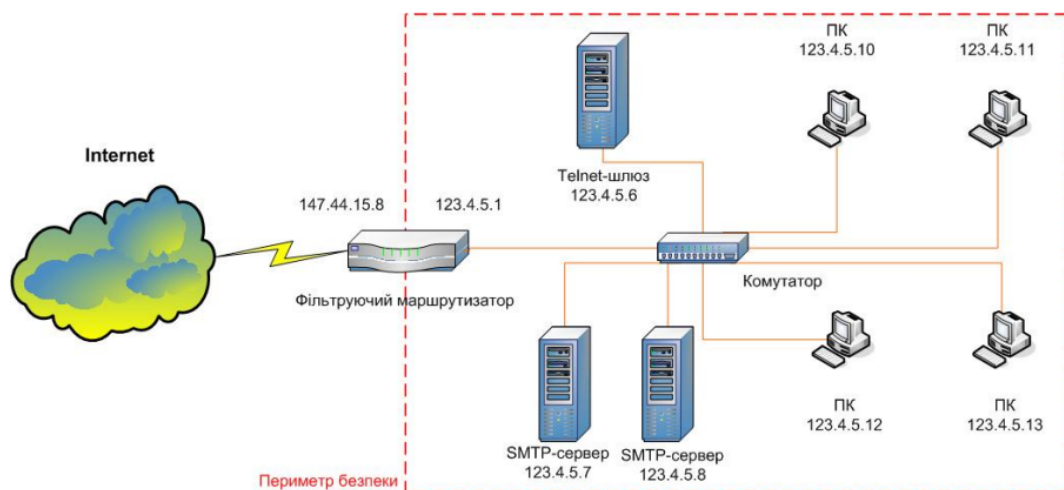 ПК
123.4.5.10
ПК
123.4.5.11
Internet
Telnet-шлюз
123.4.5.6
147.44.15.8
123.4.5.1
Фільтруючий маршрутизатор
Комутатор
ПК
123.4.5.12
ПК
123.4.5.13
SMTP-сервер
123.4.5.7
SMTP-сервер
123.4.5.8
Периметр безпеки